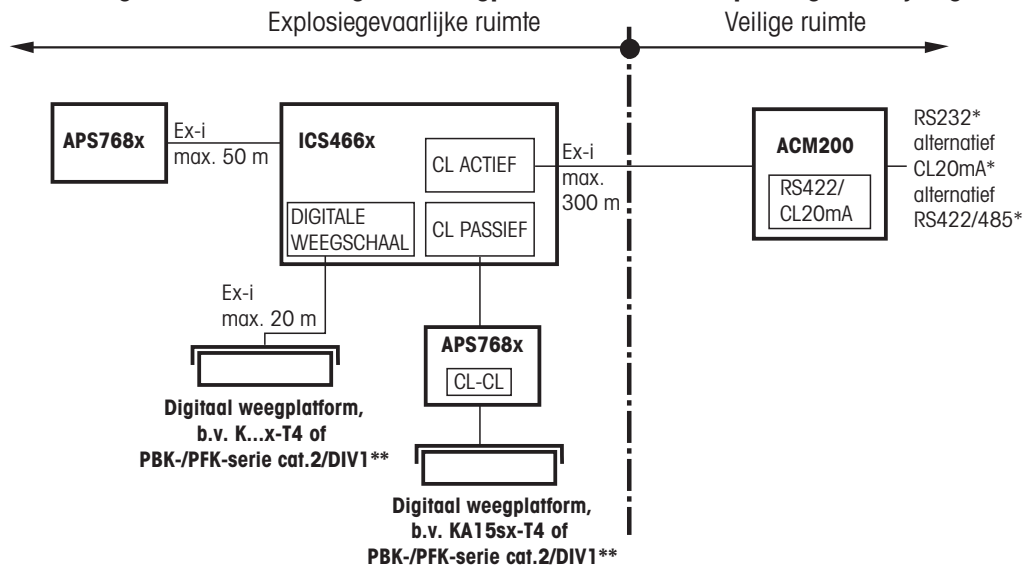 Explosiegevaarlijke ruimte
Veilige ruimte
APS768x
Ex-i
max. 50 m
ICS466x
CL ACTIEF
DIGITALE
WEEGSCHAAL
CL PASSIEF
Ex-i
max.
300 m
ACM200
RS422/
CL20mA
RS232*
alternatief
CL20mA*
alternatief
RS422/485*
Ex-i
max. 20 m
APS768x
CL-CL
Digitaal weegplatform,
b.v. K...x-T4 of
PBK-/PFK-serie cat.2/DIV1**
Digitaal weegplatform,
b.v. KA15sx-T4 of
PBK-/PFK-serie cat.2/DIV1**